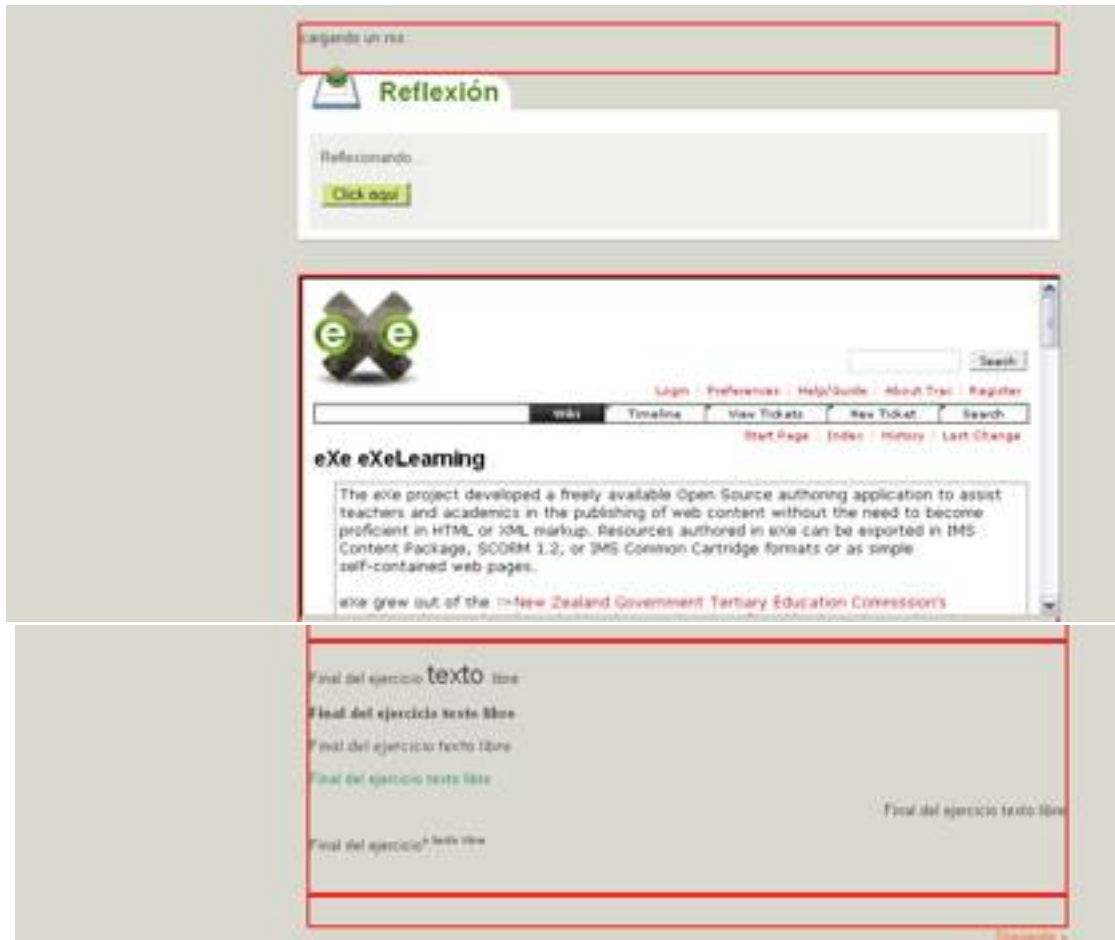 cargando un rss
Reflexión
Reflexionando...
Click aquí
e e
Search
Login Preferences Help/Guide About Trac Register
Wiki Timeline View Tickets New Ticket Search
Start Page Index History Last Change
eXe eXeLearning
The eXe project developed a freely available Open Source authoring application to assist
teachers and academics in the publishing of web content without the need to become
proficient in HTML or XML markup. Resources authored in eXe can be exported in IMS
Content Package, SCORM 1.2, or IMS Common Cartridge formats or as simple
self-contained web pages.
eXe grew out of the New Zealand Government Tertiary Education Commission's
Final del ejercicio texto libre
Final del ejercicio texto libre
Final del ejercicio texto libre
Final del ejercicio texto libre
Final del ejercicio texto libre
Final del ejercicio texto libre